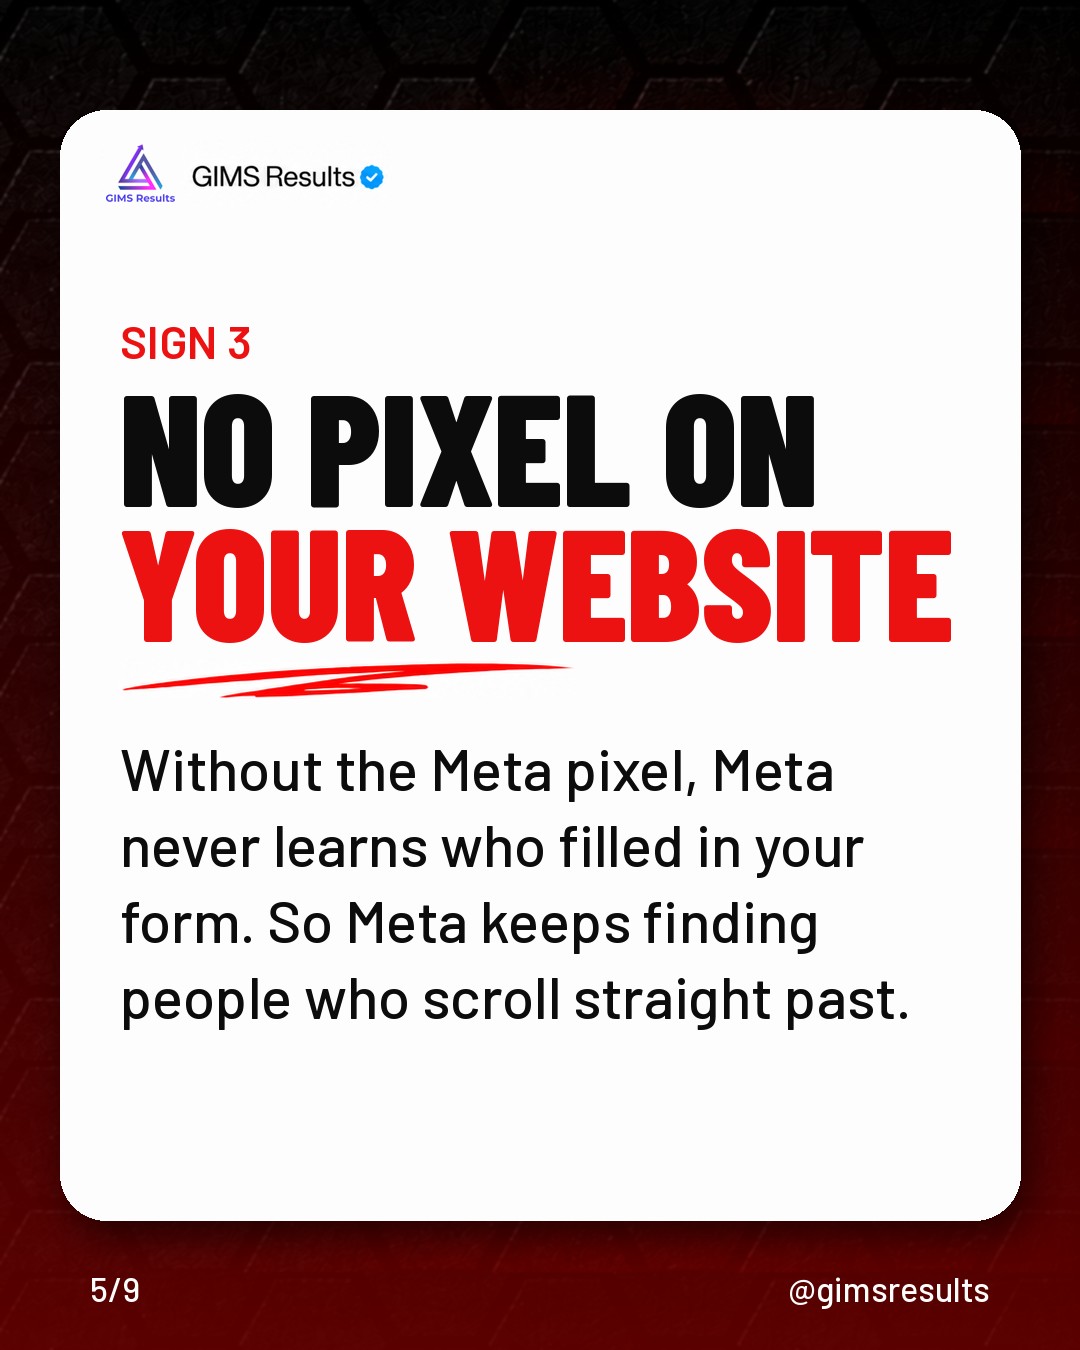 GIMS Results
GIMS Results
SIGN 3
NO PIXEL ON
YOUR WEBSITE
Without the Meta pixel, Meta
never learns who filled in your
form. So Meta keeps finding
people who scroll straight past.
5/9
@gimsresults